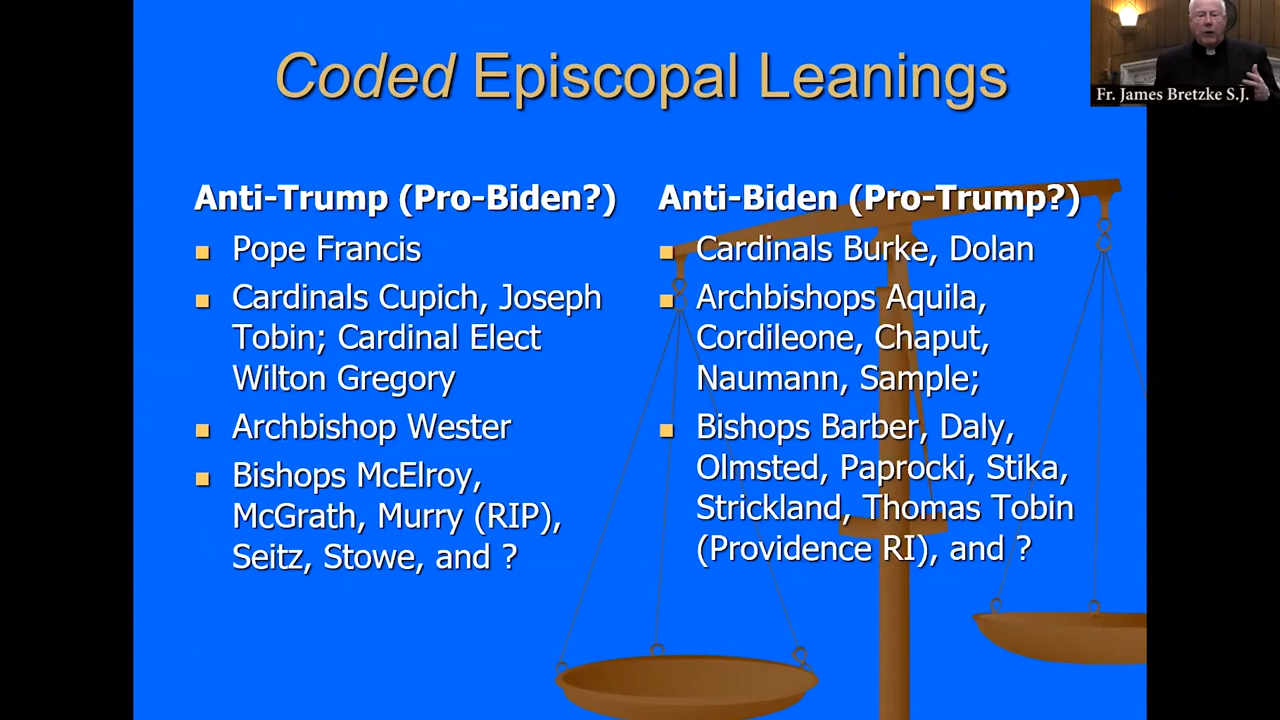 Coded Episcopal Leanings
Fr. James Bretzke S.J.
Anti-Trump (Pro-Biden?)
Pope Francis
Cardinals Cupich, Joseph
Tobin; Cardinal Elect
Wilton Gregory
Archbishop Wester
Bishops McElroy,
McGrath, Murry (RIP),
Seitz, Stowe, and ?
Anti-Biden (Pro-Trump?)
Cardinals Burke, Dolan
Archbishops Aquila,
Cordileone, Chaput,
Naumann, Sample;
Bishops Barber, Daly,
Olmsted, Paprocki, Stika,
Strickland, Thomas Tobin
(Providence RI), and ?